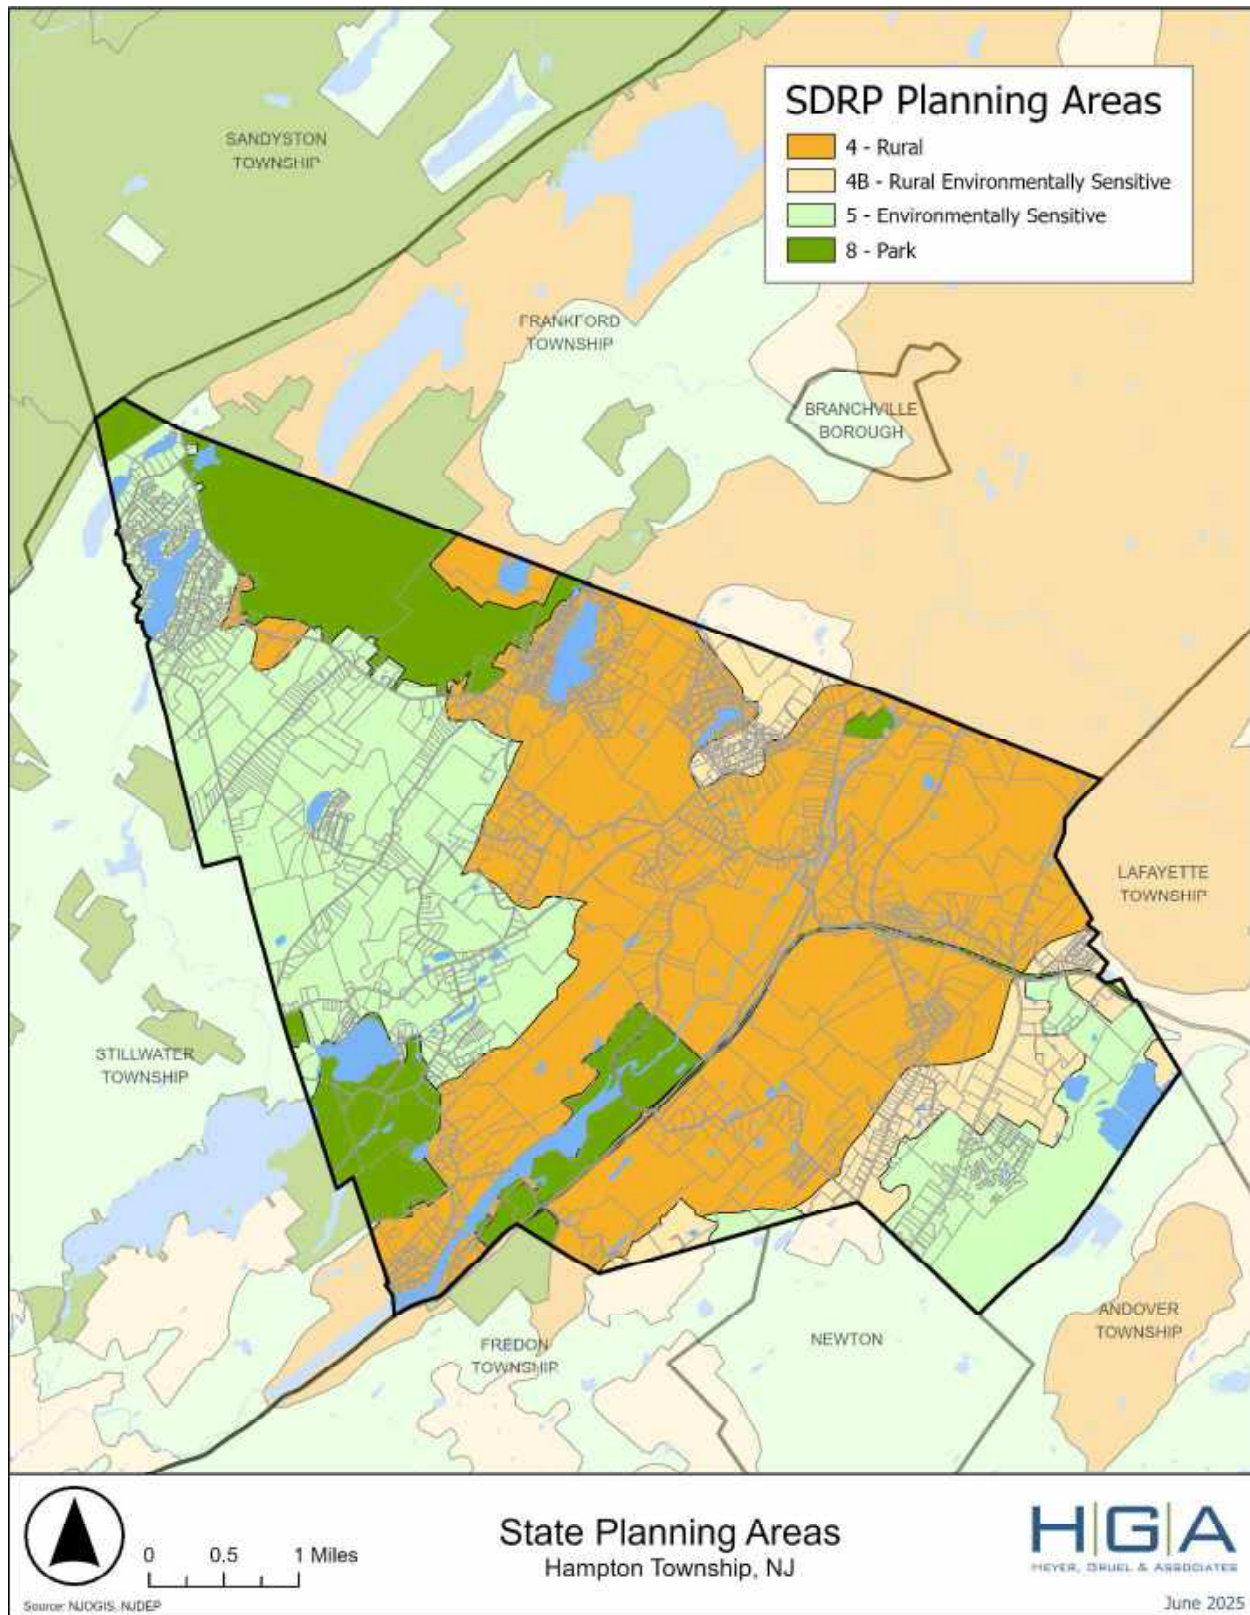 SDRP Planning Areas
4 - Rural
4B - Rural Environmentally Sensitive
5 - Environmentally Sensitive
8 - Park
SANDYSTON
TOWNSHIP
FRANKFORD
TOWNSHIP
BRANCHVILLE
BOROUGH
LAFAYETTE
TOWNSHIP
STILLWATER
TOWNSHIP
ANDOVER
TOWNSHIP
FREDON
TOWNSHIP
NEWTON
0 0.5 1 Miles
Source: NJOGIS, NJDEP
State Planning Areas
Hampton Township, NJ
H|G|A
HEYER, GRUEL & ASSOCIATES
June 2025